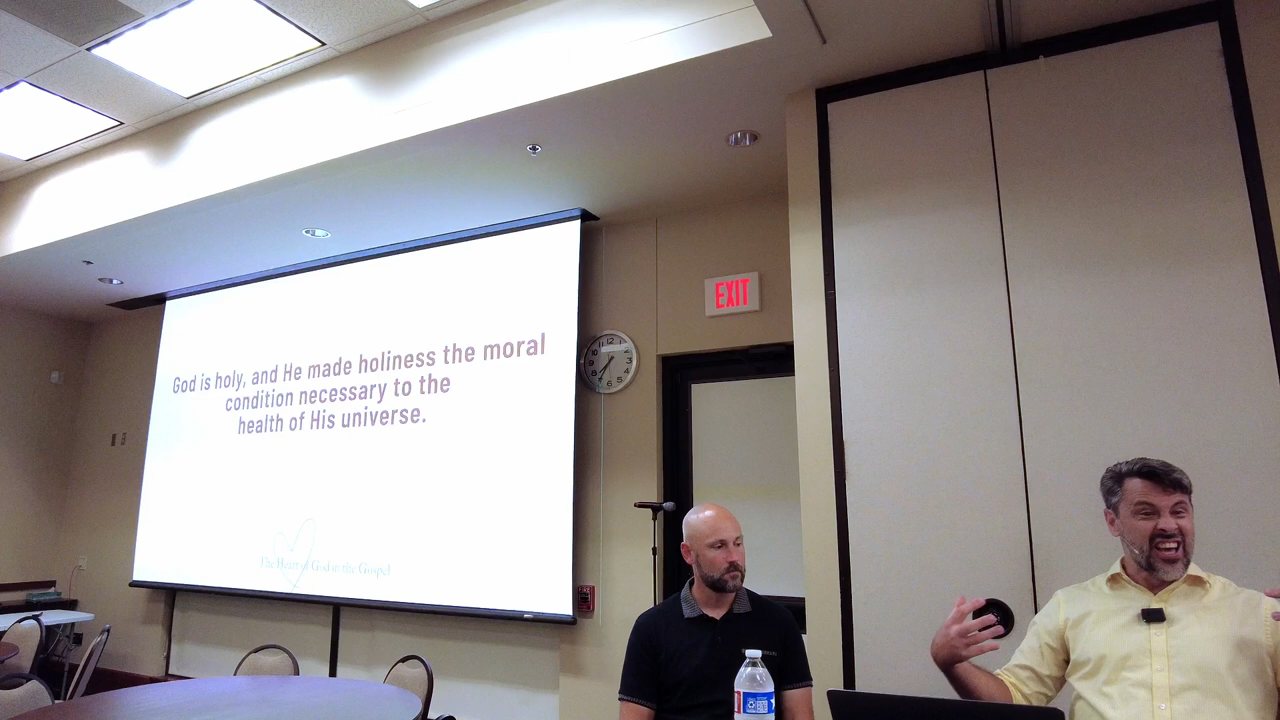 God is holy, and He made holiness the moral
condition necessary to the
health of His universe.
The Heart of God in the Gospel
EXIT